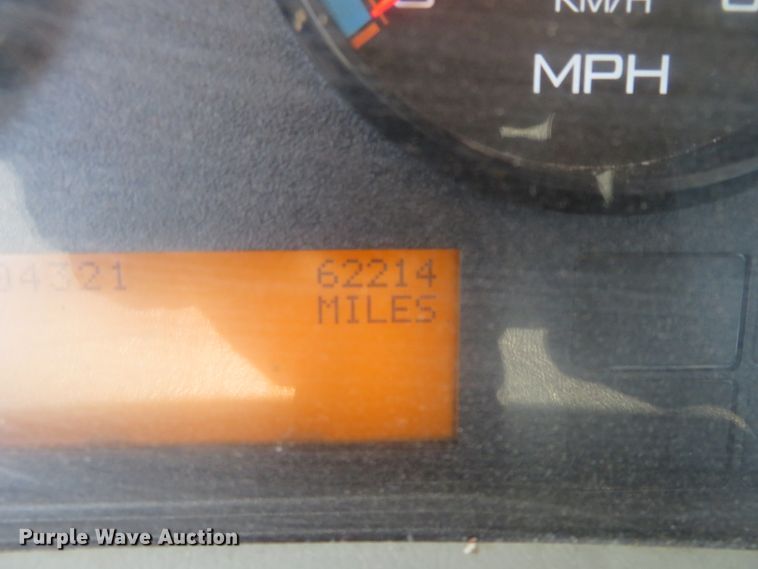 KM/H
MPH
04321 62214
MILES
Purple Wave Auction